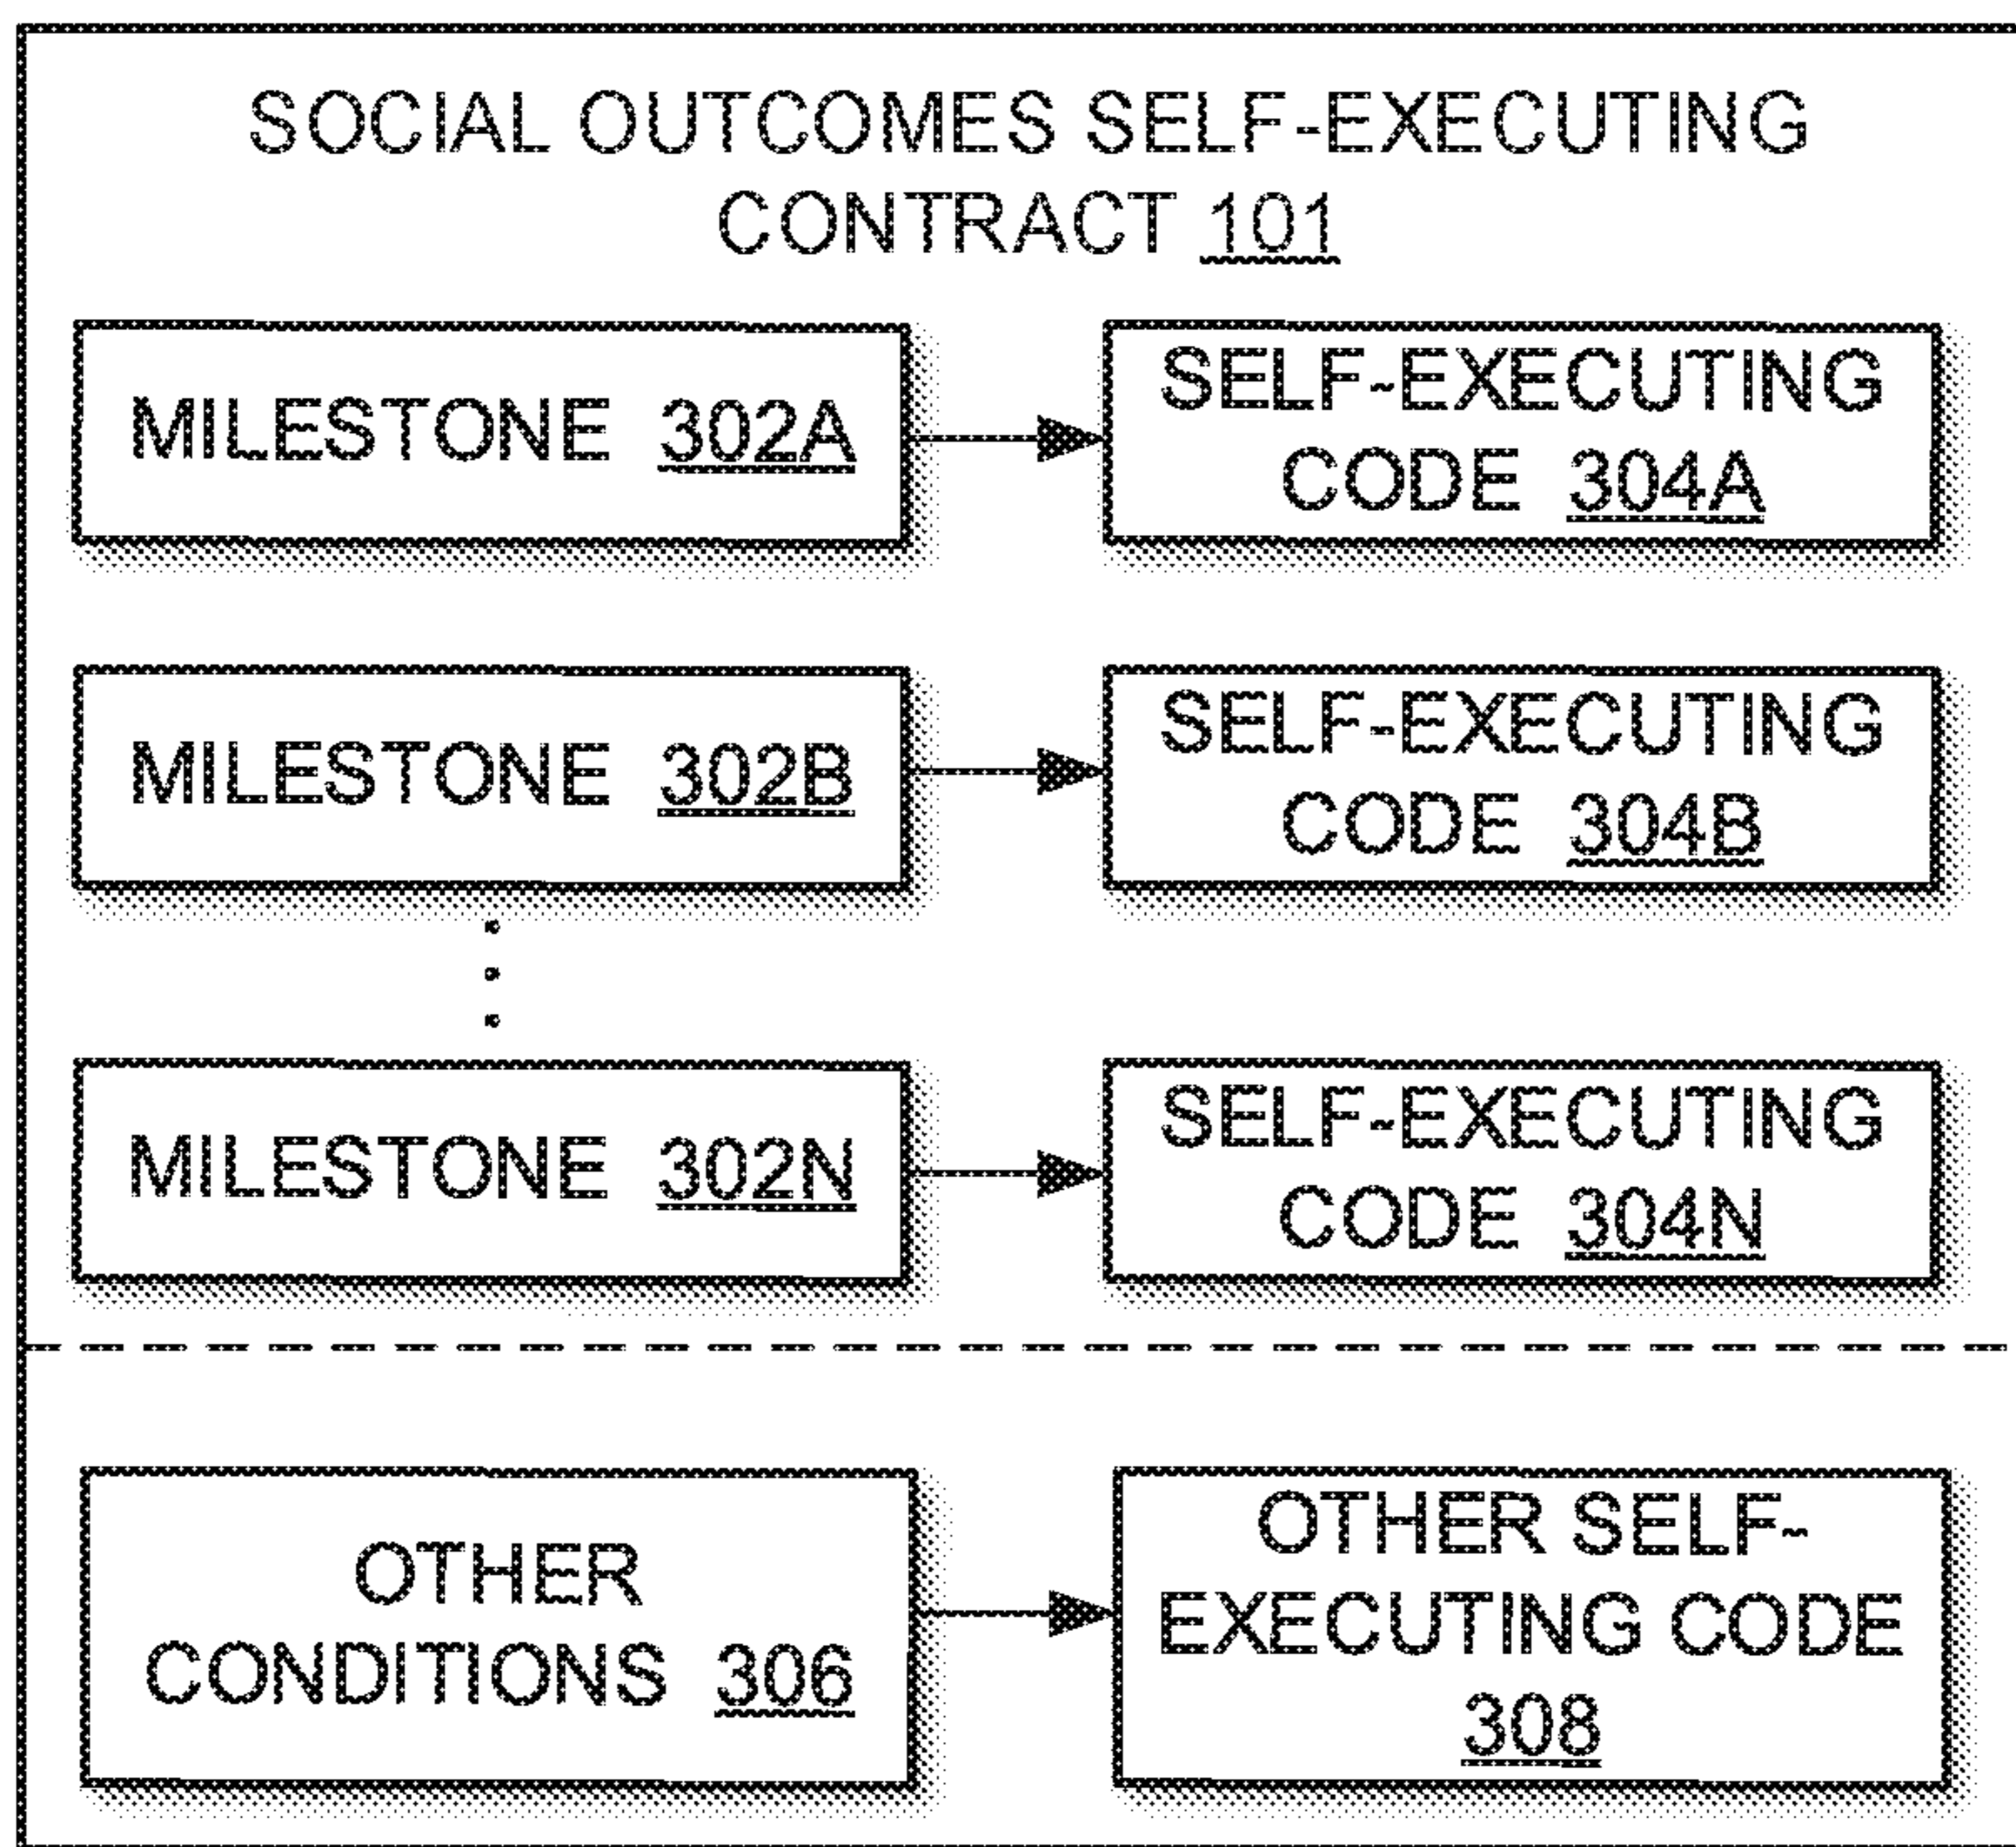 SOCIAL OUTCOMES SELF-EXECUTING
CONTRACT 101
MILESTONE 302A
SELF-EXECUTING
CODE 304A
MILESTONE 302B
SELF-EXECUTING
CODE 304B
MILESTONE 302N
SELF-EXECUTING
CODE 304N
OTHER
CONDITIONS 306
OTHER SELF-
EXECUTING CODE
308